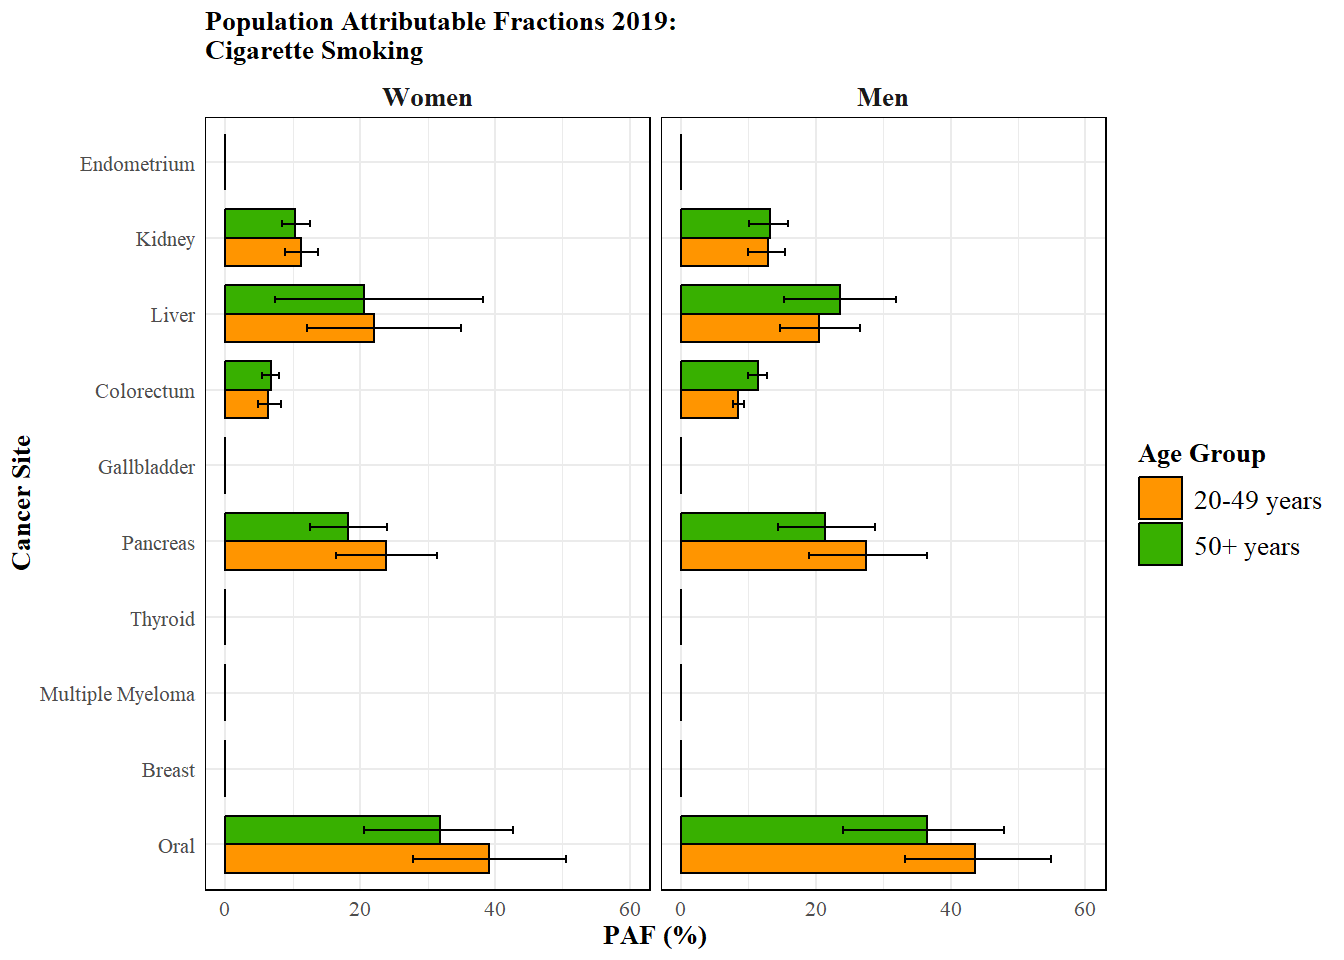 Population Attributable Fractions 2019:
Cigarette Smoking
Women
Men
Cancer Site
Endometrium
Kidney
Liver
Colorectum
Gallbladder
Pancreas
Thyroid
Multiple Myeloma
Breast
Oral
0 20 40 60
0 20 40 60
PAF (%)
Age Group
20-49 years
50+ years